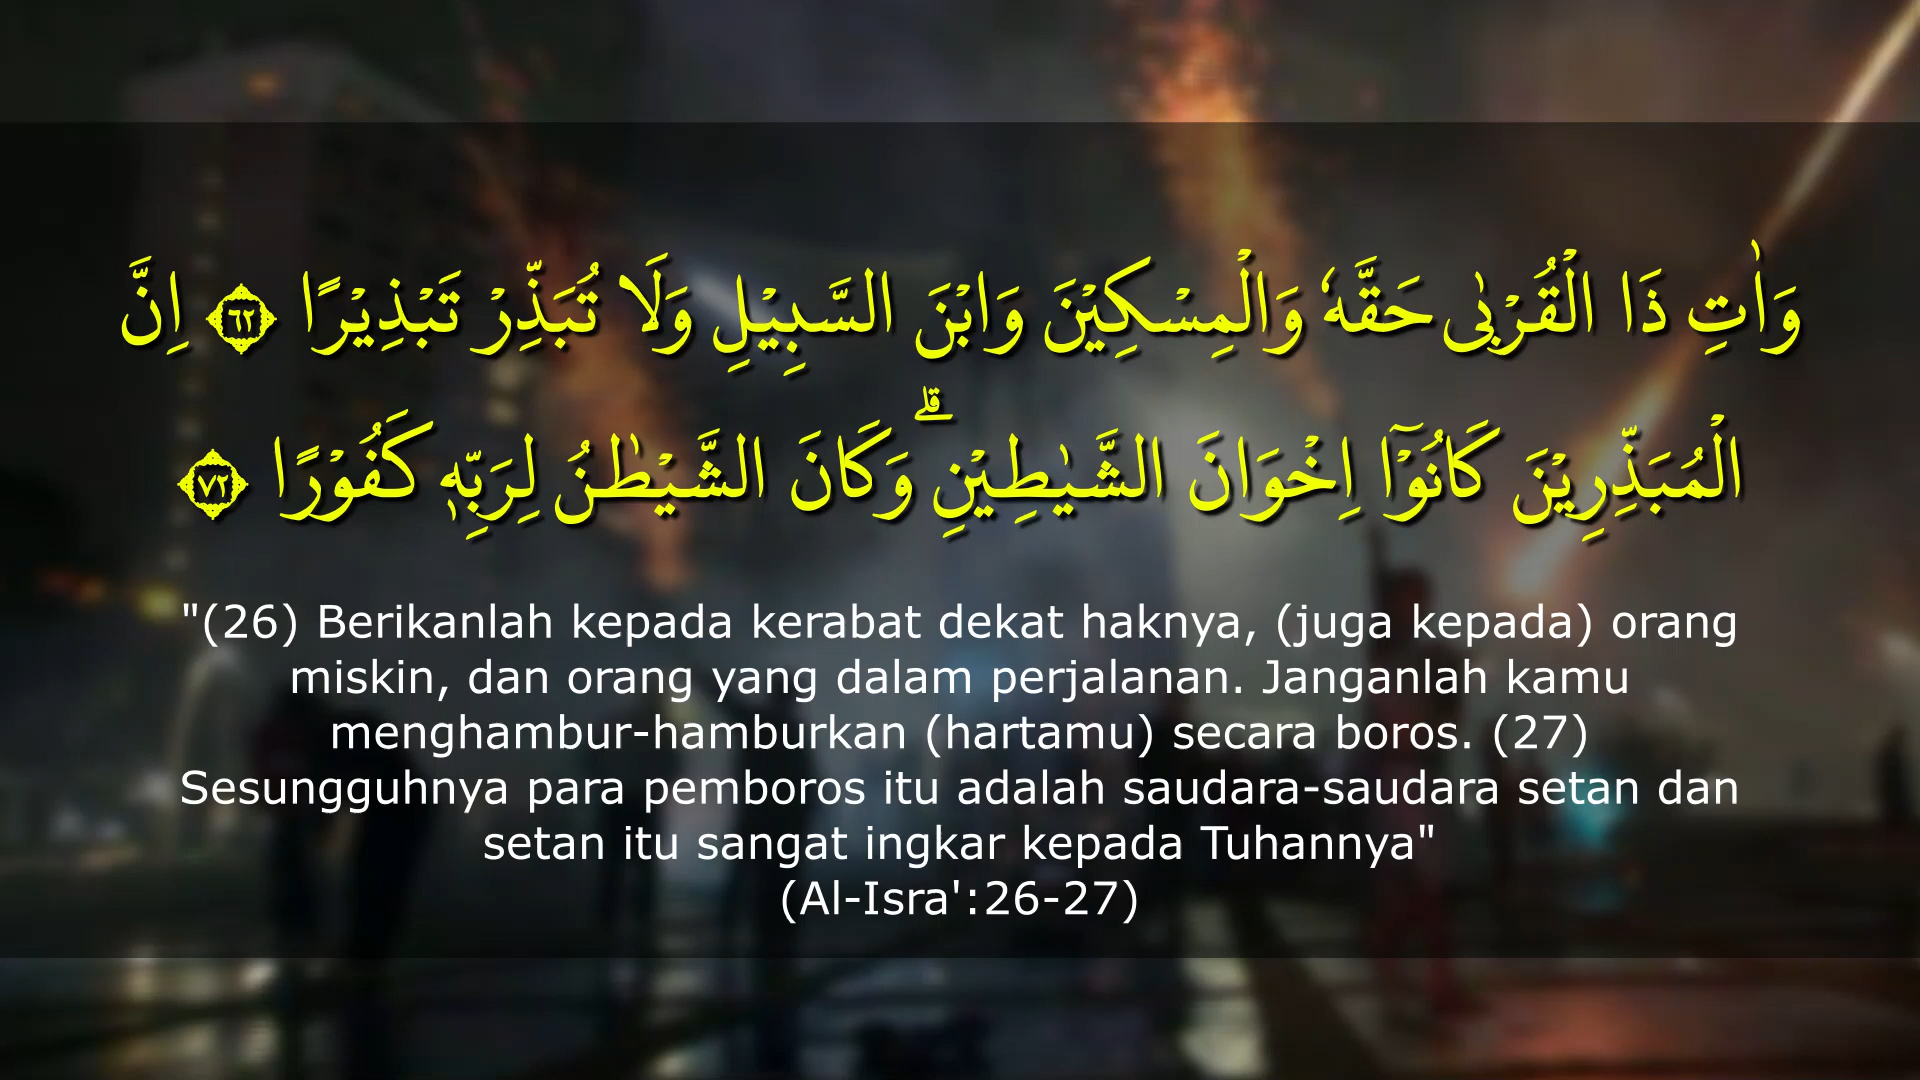 وَاٰتِ ذَا الْقُرْبٰى حَقَّهٗ وَالْمِسْكِيْنَ وَابْنَ السَّبِيْلِ وَلَا تُبَذِّرْ تَبْذِيْرًا ۝٦٢ اِنَّ
الْمُبَذِّرِيْنَ كَانُوْٓا اِخْوَانَ الشَّيٰطِيْنِۗ وَكَانَ الشَّيْطٰنُ لِرَبِّهٖ كَفُوْرًا ۝٧٢
"(26) Berikanlah kepada kerabat dekat haknya, (juga kepada) orang
miskin, dan orang yang dalam perjalanan. Janganlah kamu
menghambur-hamburkan (hartamu) secara boros. (27)
Sesungguhnya para pemboros itu adalah saudara-saudara setan dan
setan itu sangat ingkar kepada Tuhannya"
(Al-Isra':26-27)